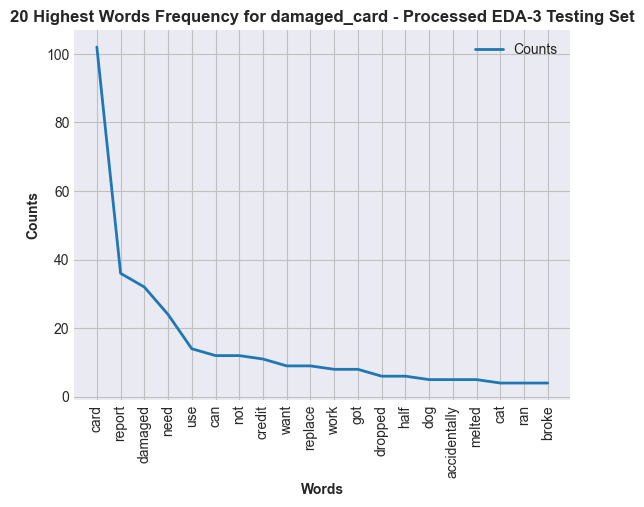 20 Highest Words Frequency for damaged_card - Processed EDA-3 Testing Set
Counts
100
80
60
40
20
0
Counts
card
report
damaged
need
use
can
not
credit
want
replace
work
got
dropped
half
dog
accidentally
melted
cat
ran
broke
Words